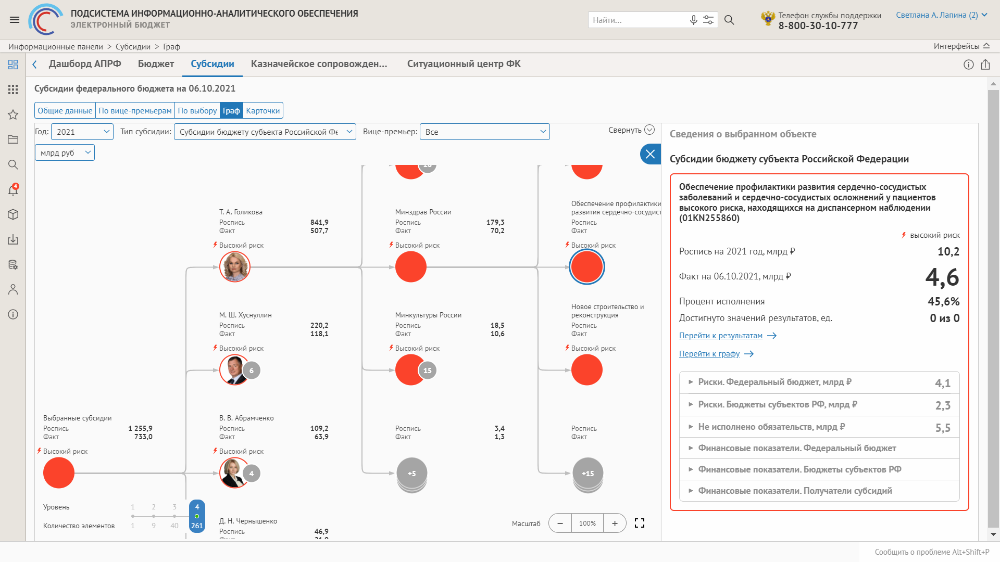 ПОДСИСТЕМА ИНФОРМАЦИОННО-АНАЛИТИЧЕСКОГО ОБЕСПЕЧЕНИЯ
ЭЛЕКТРОННЫЙ БЮДЖЕТ
Найти...
Телефон службы поддержки
8-800-30-10-777
Светлана А. Лапина (2)
Информационные панели > Субсидии > Граф
Интерфейсы
Дашборд АПРФ Бюджет Субсидии Казначейское сопровожден... Ситуационный центр ФК
4
Субсидии федерального бюджета на 06.10.2021
Общие данные По вице-премьерам По выбору Граф Карточки
Год: 2021 Тип субсидии: Субсидии бюджету субъекта Российской Фе Вице-премьер: Все
Свернуть
млрд руб
Т. А. Голикова
Роспись 841,9
Факт 507,7
Высокий риск
Минздрав России
Роспись 179,3
Факт 70,2
Высокий риск
Обеспечение профилактики
развития сердечно-сосудист
Роспись
Факт
Высокий риск
М. Ш. Хуснуллин
Роспись 220,2
Факт 118,1
Высокий риск
6
Минкультуры России
Роспись 18,5
Факт 10,6
Высокий риск
15
Новое строительство и
реконструкция
Роспись
Факт
Высокий риск
Выбранные субсидии
Роспись 1 255,9
Факт 733,0
Высокий риск
В. В. Абрамченко
Роспись 109,2
Факт 63,9
Высокий риск
4
Роспись 3,4
Факт 1,3
+5
Роспись
Факт
+15
Уровень 1 2 3 4
Количество элементов 1 9 40 261
Д. Н. Чернышенко
Роспись 46,9
Масштаб − 100% +
Сведения о выбранном объекте
Субсидии бюджету субъекта Российской Федерации
Обеспечение профилактики развития сердечно-сосудистых
заболеваний и сердечно-сосудистых осложнений у пациентов
высокого риска, находящихся на диспансерном наблюдении
(01KN255860)
высокий риск
Роспись на 2021 год, млрд ₽ 10,2
Факт на 06.10.2021, млрд ₽ 4,6
Процент исполнения 45,6%
Достигнуто значений результатов, ед. 0 из 0
Перейти к результатам
Перейти к графу
Риски. Федеральный бюджет, млрд ₽ 4,1
Риски. Бюджеты субъектов РФ, млрд ₽ 2,3
Не исполнено обязательств, млрд ₽ 5,5
Финансовые показатели. Федеральный бюджет
Финансовые показатели. Бюджеты субъектов РФ
Финансовые показатели. Получатели субсидий
Сообщить о проблеме Alt+Shift+P